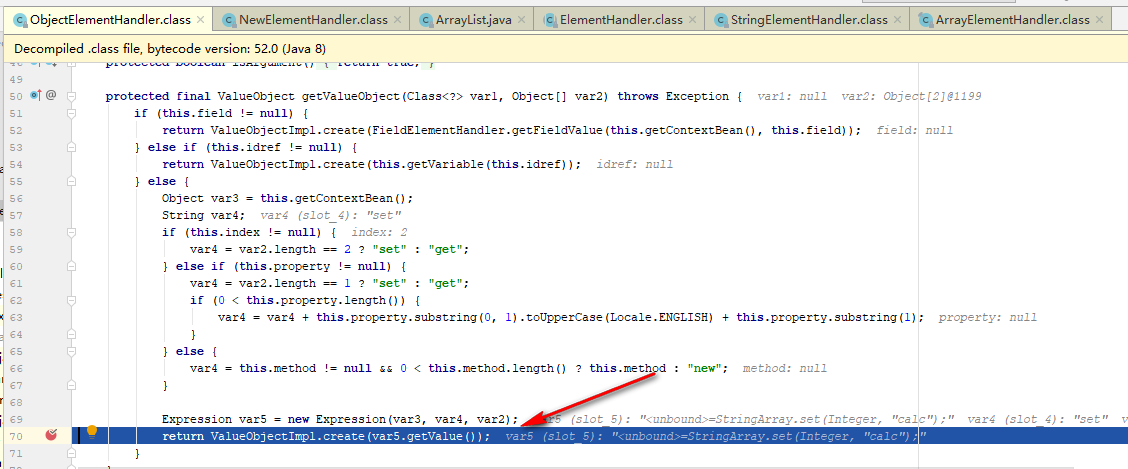 ObjectElementHandler.class NewElementHandler.class ArrayList.java ElementHandler.class StringElementHandler.class ArrayElementHandler.class
Decompiled .class file, bytecode version: 52.0 (Java 8)
48 protected boolean isArgument() { return true; }
49
50 @ protected final ValueObject getValueObject(Class<?> var1, Object[] var2) throws Exception { var1: null var2: Object[2]@1199
51 if (this.field != null) {
52 return ValueObjectImpl.create(FieldElementHandler.getFieldValue(this.getContextBean(), this.field)); field: null
53 } else if (this.idref != null) {
54 return ValueObjectImpl.create(this.getVariable(this.idref)); idref: null
55 } else {
56 Object var3 = this.getContextBean();
57 String var4; var4 (slot_4): "set"
58 if (this.index != null) { index: 2
59 var4 = var2.length == 2 ? "set" : "get";
60 } else if (this.property != null) {
61 var4 = var2.length == 1 ? "set" : "get";
62 if (0 < this.property.length()) {
63 var4 = var4 + this.property.substring(0, 1).toUpperCase(Locale.ENGLISH) + this.property.substring(1); property: null
64 }
65 } else {
66 var4 = this.method != null && 0 < this.method.length() ? this.method : "new"; method: null
67 }
68
69 Expression var5 = new Expression(var3, var4, var2); var5 (slot_5): "<unbound>=StringArray.set(Integer, "calc");" var4 (slot_4): "set" v
70 return ValueObjectImpl.create(var5.getValue()); var5 (slot_5): "<unbound>=StringArray.set(Integer, "calc");"
71 }